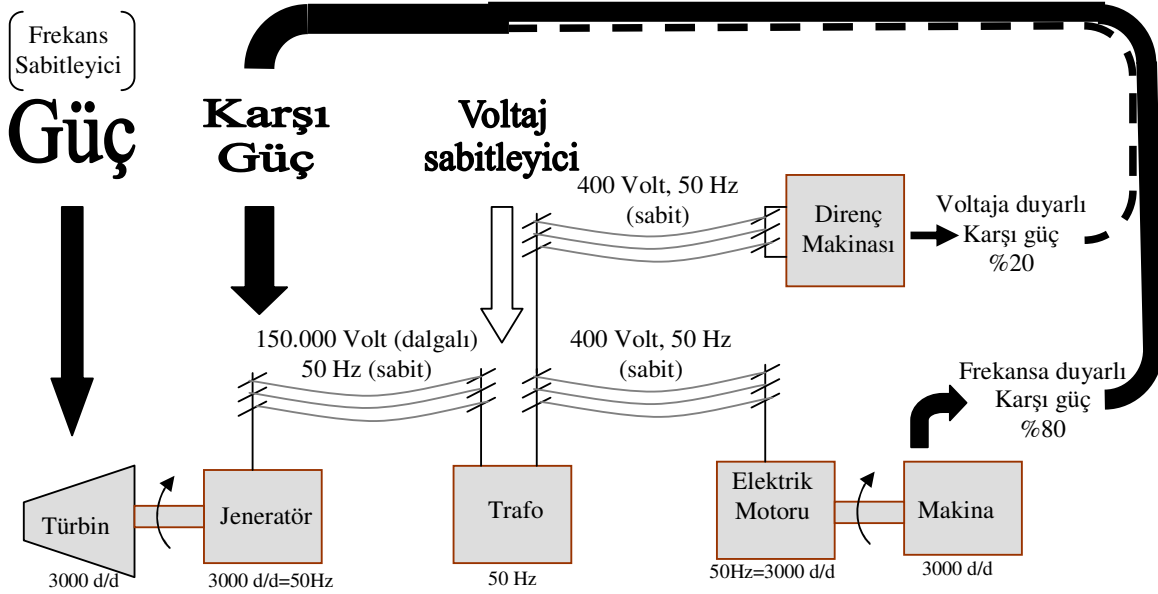 Frekans
Sabitleyici
Güç
Karşı
Güç
Voltaj
sabitleyici
400 Volt, 50 Hz
(sabit)
Direnç
Makinası
Voltaja duyarlı
Karşı güç
%20
150.000 Volt (dalgalı)
50 Hz (sabit)
400 Volt, 50 Hz
(sabit)
Frekansa duyarlı
Karşı güç
%80
Türbin
3000 d/d
Jeneratör
3000 d/d=50Hz
Trafo
50 Hz
Elektrik
Motoru
50Hz=3000 d/d
Makina
3000 d/d